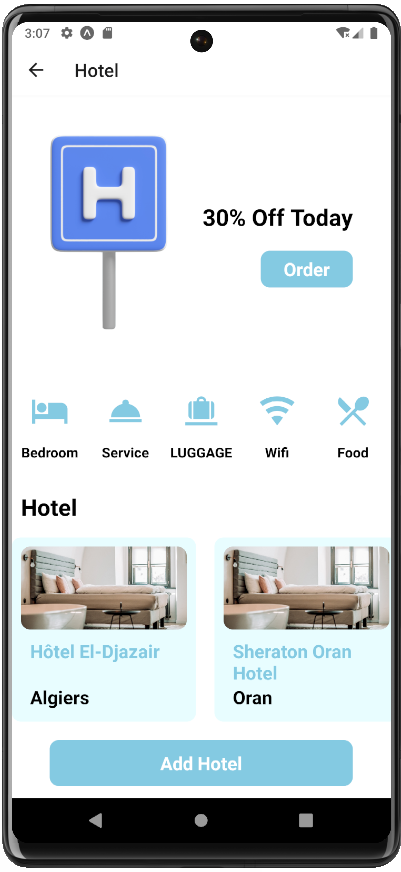 3:07
Hotel
H
30% Off Today
Order
Bedroom Service LUGGAGE Wifi Food
Hotel
Hôtel El-Djazair
Algiers
Sheraton Oran
Hotel
Oran
Add Hotel